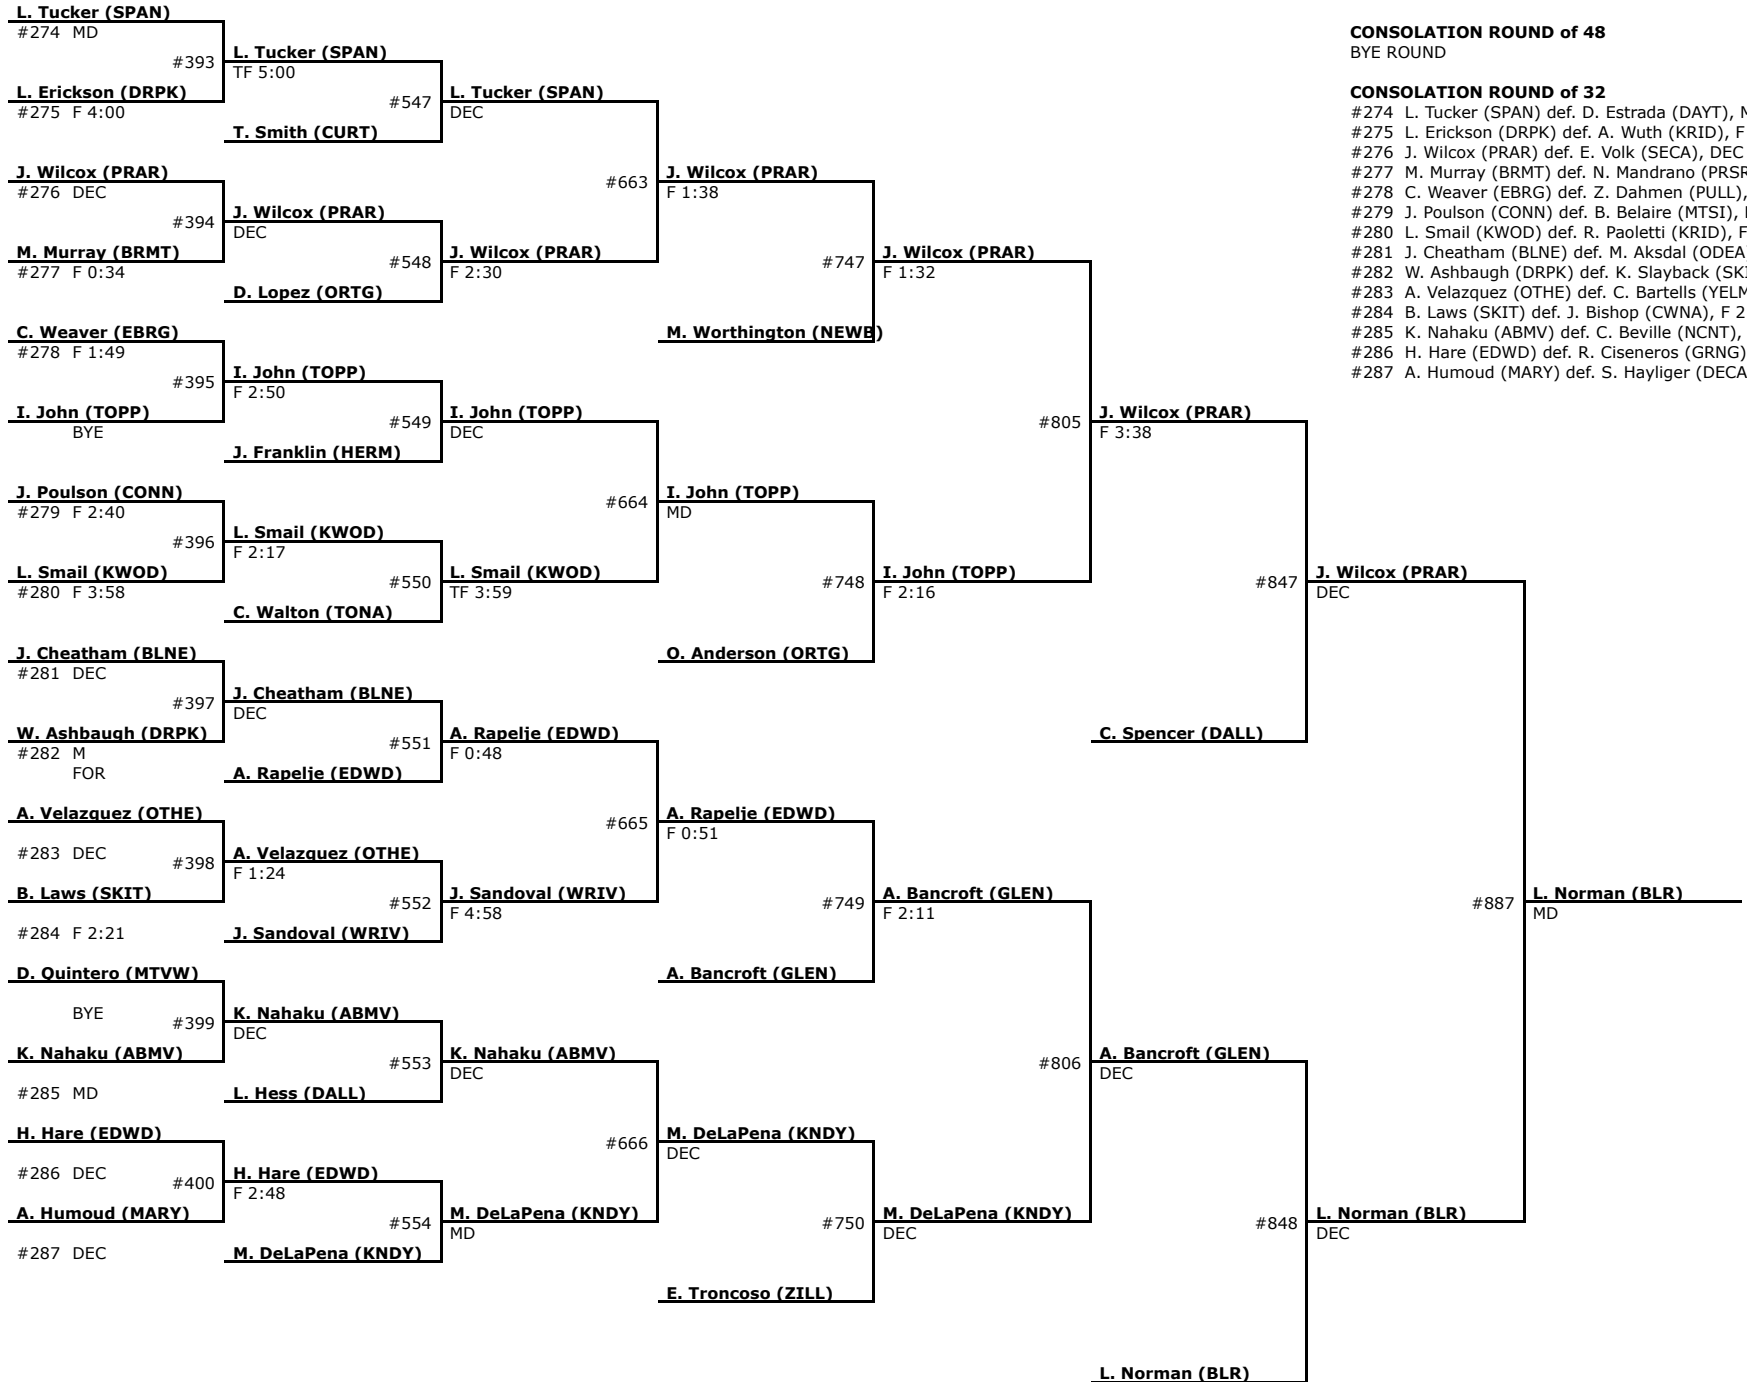 L. Tucker (SPAN)
#274 MD
#393
L. Erickson (DRPK)
#275 F 4:00
J. Wilcox (PRAR)
#276 DEC
#394
M. Murray (BRMT)
#277 F 0:34
C. Weaver (EBRG)
#278 F 1:49
#395
I. John (TOPP)
BYE
J. Poulson (CONN)
#279 F 2:40
#396
L. Smail (KWOD)
#280 F 3:58
J. Cheatham (BLNE)
#281 DEC
#397
W. Ashbaugh (DRPK)
#282 M
FOR
A. Velazquez (OTHE)
#283 DEC
#398
B. Laws (SKIT)
#284 F 2:21
D. Quintero (MTVW)
BYE
#399
K. Nahaku (ABMV)
#285 MD
H. Hare (EDWD)
#286 DEC
#400
A. Humoud (MARY)
#287 DEC
L. Tucker (SPAN)
TF 5:00
#547
T. Smith (CURT)
J. Wilcox (PRAR)
DEC
#548
D. Lopez (ORTG)
I. John (TOPP)
F 2:50
#549
J. Franklin (HERM)
L. Smail (KWOD)
F 2:17
#550
C. Walton (TONA)
J. Cheatham (BLNE)
DEC
#551
A. Rapelje (EDWD)
A. Velazquez (OTHE)
F 1:24
#552
J. Sandoval (WRIV)
K. Nahaku (ABMV)
DEC
#553
L. Hess (DALL)
H. Hare (EDWD)
F 2:48
#554
M. DeLaPena (KNDY)
L. Tucker (SPAN)
DEC
#663
J. Wilcox (PRAR)
F 2:30
I. John (TOPP)
DEC
#664
L. Smail (KWOD)
TF 3:59
A. Rapelje (EDWD)
F 0:48
#665
J. Sandoval (WRIV)
F 4:58
K. Nahaku (ABMV)
DEC
#666
M. DeLaPena (KNDY)
MD
J. Wilcox (PRAR)
F 1:38
#747
M. Worthington (NEWB)
I. John (TOPP)
MD
#748
O. Anderson (ORTG)
A. Rapelje (EDWD)
F 0:51
#749
A. Bancroft (GLEN)
M. DeLaPena (KNDY)
DEC
#750
E. Troncoso (ZILL)
J. Wilcox (PRAR)
F 1:32
#805
I. John (TOPP)
F 2:16
A. Bancroft (GLEN)
F 2:11
#806
M. DeLaPena (KNDY)
DEC
J. Wilcox (PRAR)
F 3:38
#847
C. Spencer (DALL)
A. Bancroft (GLEN)
DEC
#848
L. Norman (BLR)
J. Wilcox (PRAR)
DEC
#887
L. Norman (BLR)
DEC
L. Norman (BLR)
MD
CONSOLATION ROUND of 48
BYE ROUND
CONSOLATION ROUND of 32
#274 L. Tucker (SPAN) def. D. Estrada (DAYT),
#275 L. Erickson (DRPK) def. A. Wuth (KRID), F
#276 J. Wilcox (PRAR) def. E. Volk (SECA), DEC
#277 M. Murray (BRMT) def. N. Mandrano (PRSR
#278 C. Weaver (EBRG) def. Z. Dahmen (PULL),
#279 J. Poulson (CONN) def. B. Belaire (MTSI),
#280 L. Smail (KWOD) def. R. Paoletti (KRID), F
#281 J. Cheatham (BLNE) def. M. Aksdal (ODEA
#282 W. Ashbaugh (DRPK) def. K. Slayback (SKI
#283 A. Velazquez (OTHE) def. C. Bartells (YELM
#284 B. Laws (SKIT) def. J. Bishop (CWNA), F 2
#285 K. Nahaku (ABMV) def. C. Beville (NCNT),
#286 H. Hare (EDWD) def. R. Ciseneros (GRNG)
#287 A. Humoud (MARY) def. S. Hayliger (DECA